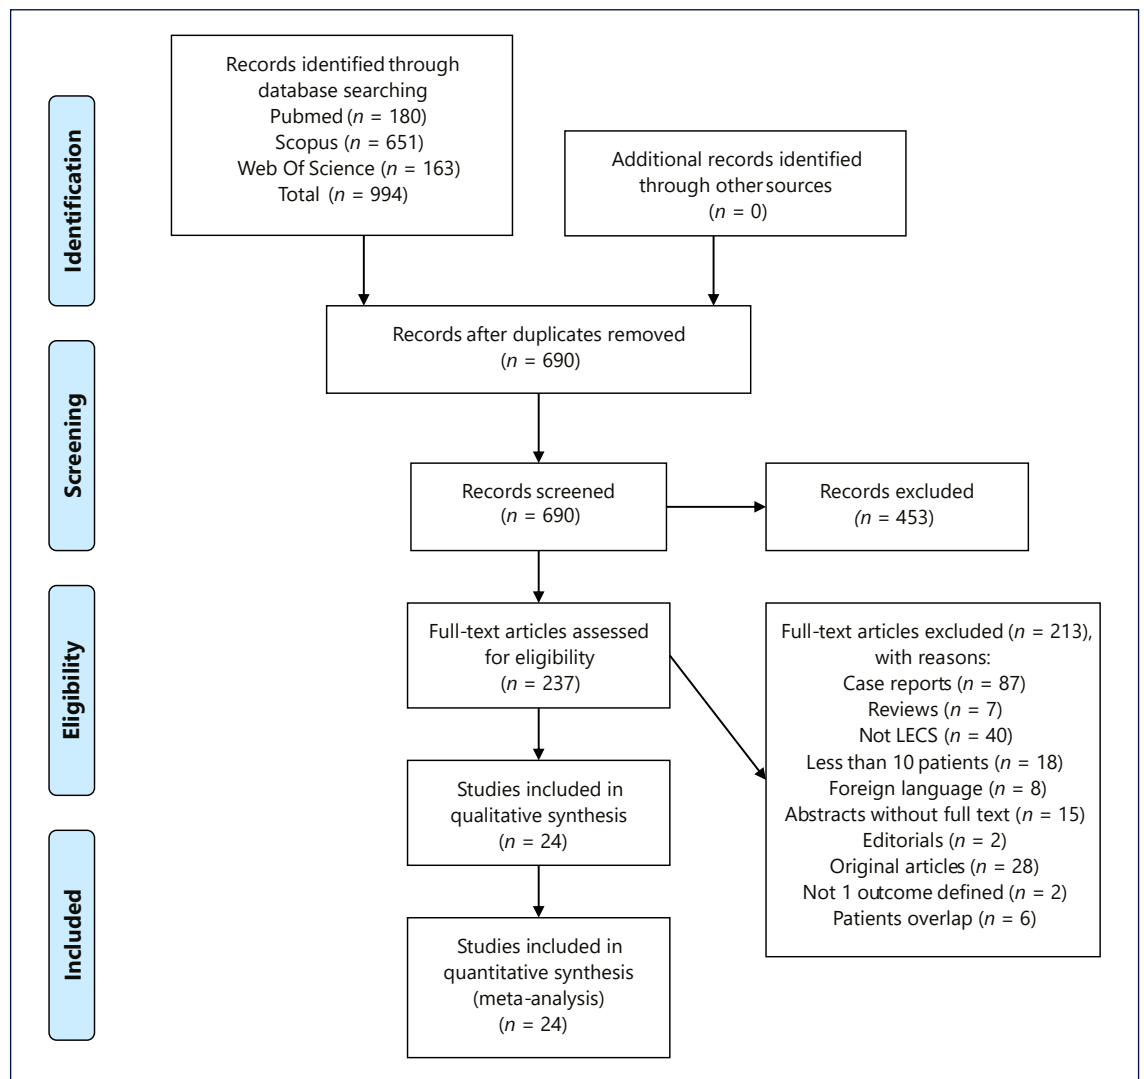 Identification
Records identified through
database searching
Pubmed (n = 180)
Scopus (n = 651)
Web Of Science (n = 163)
Total (n = 994)
Additional records identified
through other sources
(n = 0)
Records after duplicates removed
(n = 690)
Screening
Records screened
(n = 690)
Records excluded
(n = 453)
Eligibility
Full-text articles assessed
for eligibility
(n = 237)
Full-text articles excluded (n = 213),
with reasons:
Case reports (n = 87)
Reviews (n = 7)
Not LECS (n = 40)
Less than 10 patients (n = 18)
Foreign language (n = 8)
Abstracts without full text (n = 15)
Editorials (n = 2)
Original articles (n = 28)
Not 1 outcome defined (n = 2)
Patients overlap (n = 6)
Studies included in
qualitative synthesis
(n = 24)
Included
Studies included in
quantitative synthesis
(meta-analysis)
(n = 24)